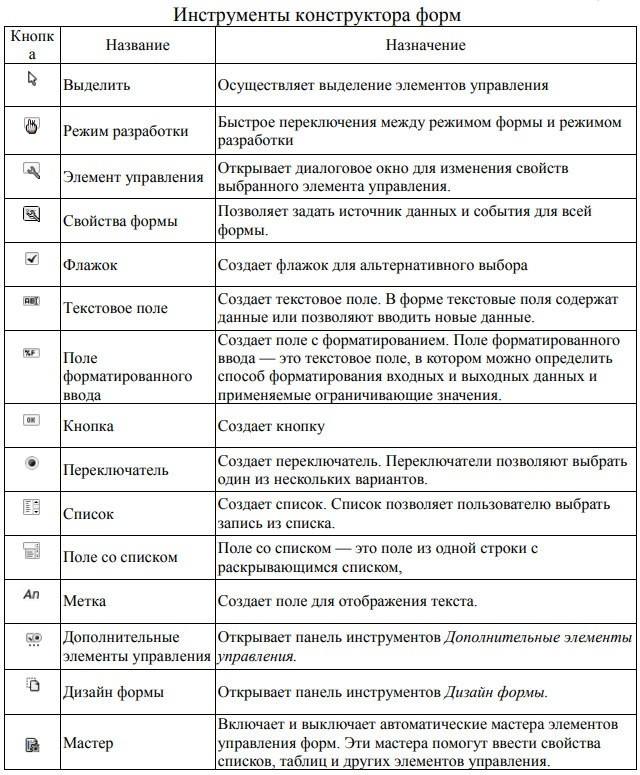 Инструменты конструктора форм
Кнопк
а
Название
Назначение
Выделить
Осуществляет выделение элементов управления
Режим разработки
Быстрое переключения между режимом формы и режимом
разработки
Элемент управления
Открывает диалоговое окно для изменения свойств
выбранного элемента управления.
Свойства формы
Позволяет задать источник данных и события для всей
формы.
Флажок
Создает флажок для альтернативного выбора
ABI
Текстовое поле
Создает текстовое поле. В форме текстовые поля содержат
данные или позволяют вводить новые данные.
%F
Поле
форматированного
ввода
Создает поле с форматированием. Поле форматированного
ввода — это текстовое поле, в котором можно определить
способ форматирования входных и выходных данных и
применяемые ограничивающие значения.
OK
Кнопка
Создает кнопку
Переключатель
Создает переключатель. Переключатели позволяют выбрать
один из нескольких вариантов.
Список
Создает список. Список позволяет пользователю выбрать
запись из списка.
Поле со списком
Поле со списком — это поле из одной строки с
раскрывающимся списком,
An
Метка
Создает поле для отображения текста.
Дополнительные
элементы управления
Открывает панель инструментов Дополнительные элементы
управления.
Дизайн формы
Открывает панель инструментов Дизайн формы.
Мастер
Включает и выключает автоматические мастера элементов
управления форм. Эти мастера помогут ввести свойства
списков, таблиц и других элементов управления.